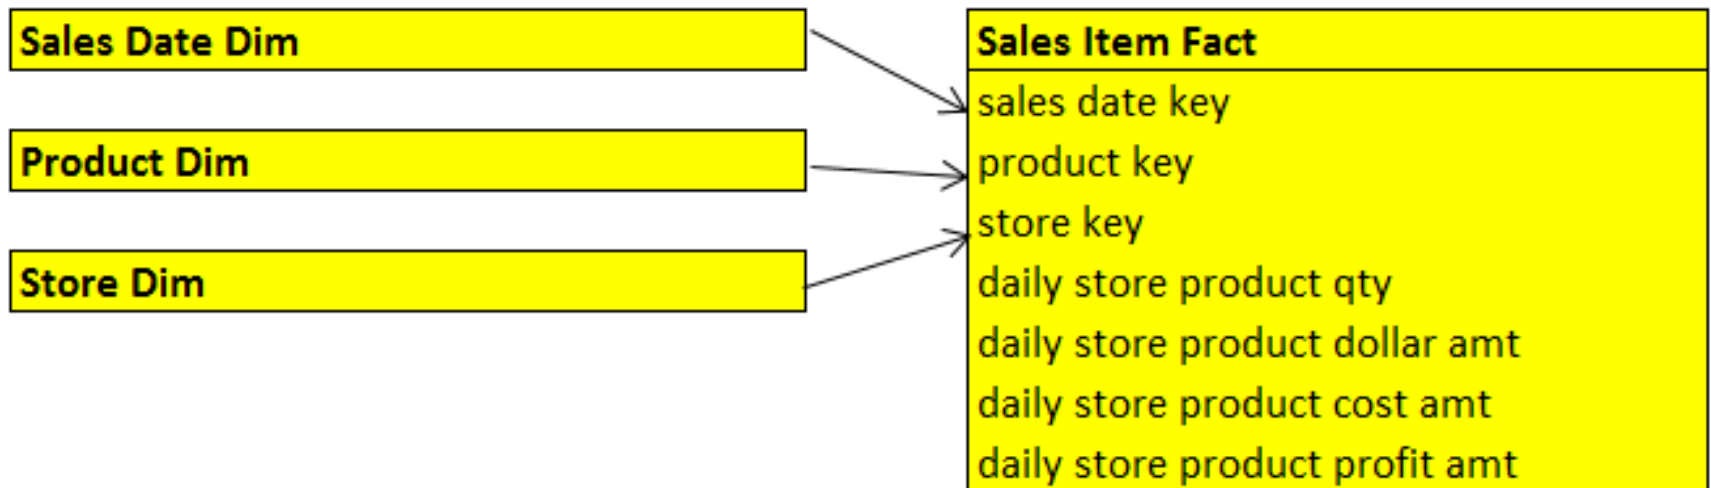 Sales Date Dim
Product Dim
Store Dim
Sales Item Fact
sales date key
product key
store key
daily store product qty
daily store product dollar amt
daily store product cost amt
daily store product profit amt